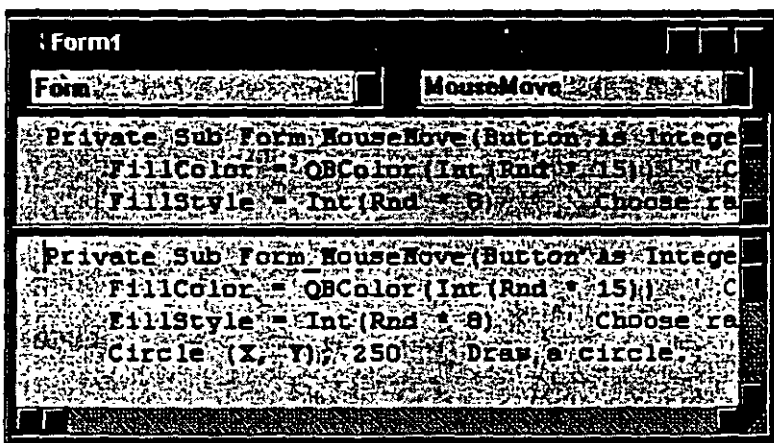 Form1
Form MouseMove
Private Sub Form_MouseMove(Button As Intege
FillColor = QBColor(Int(Rnd * 15)) ' C
FillStyle = Int(Rnd * 8) ' Choose ra
Private Sub Form_MouseMove(Button As Intege
FillColor = QBColor(Int(Rnd * 15)) ' C
FillStyle = Int(Rnd * 8) ' Choose ra
Circle (X, Y), 250 ' Draw a circle.